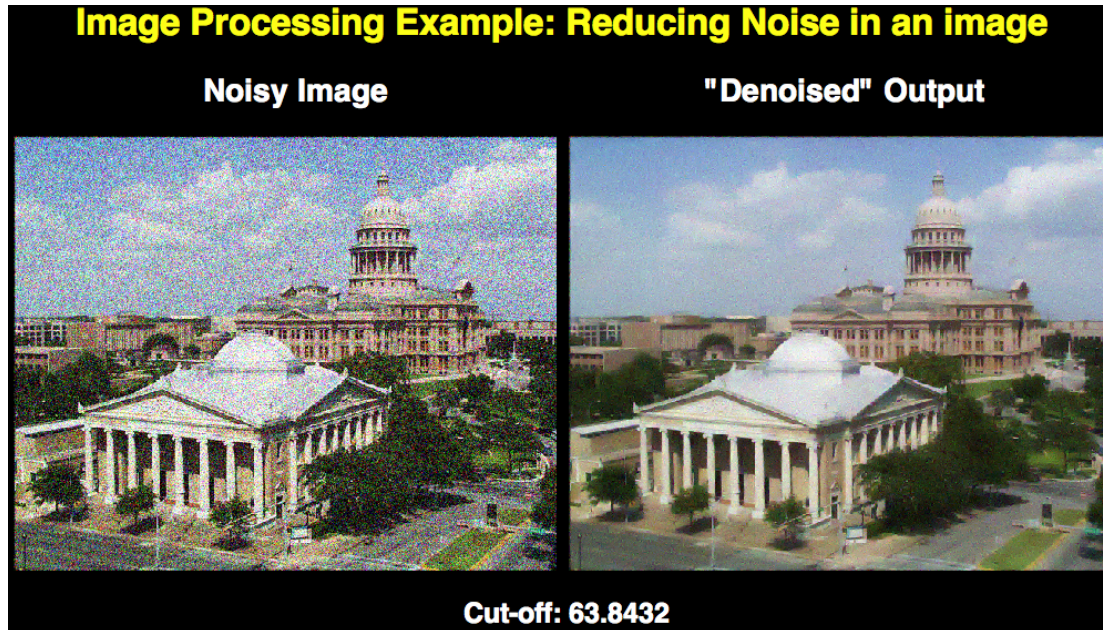 Image Processing Example: Reducing Noise in an image
Noisy Image
"Denoised" Output
Cut-off: 63.8432